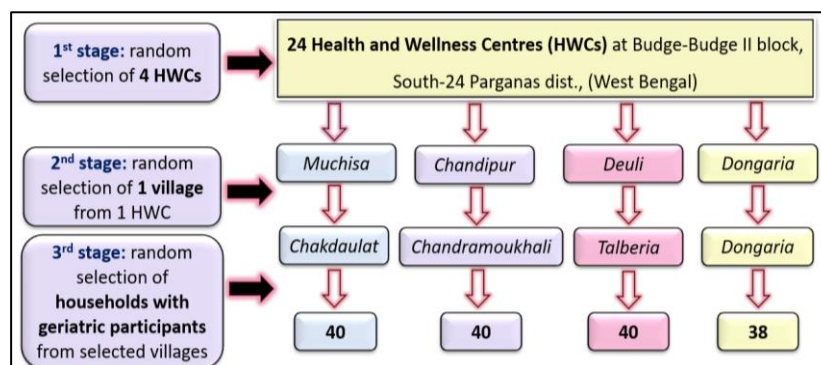 1st stage: random
selection of 4 HWCs
24 Health and Wellness Centres (HWCs) at Budge-Budge II block,
South-24 Parganas dist., (West Bengal)
2nd stage: random
selection of 1 village
from 1 HWC
Muchisa
Chandipur
Deuli
Dongaria
3rd stage: random
selection of
households with
geriatric participants
from selected villages
Chakdaulat
Chandramoukhali
Talberia
Dongaria
40
40
40
38